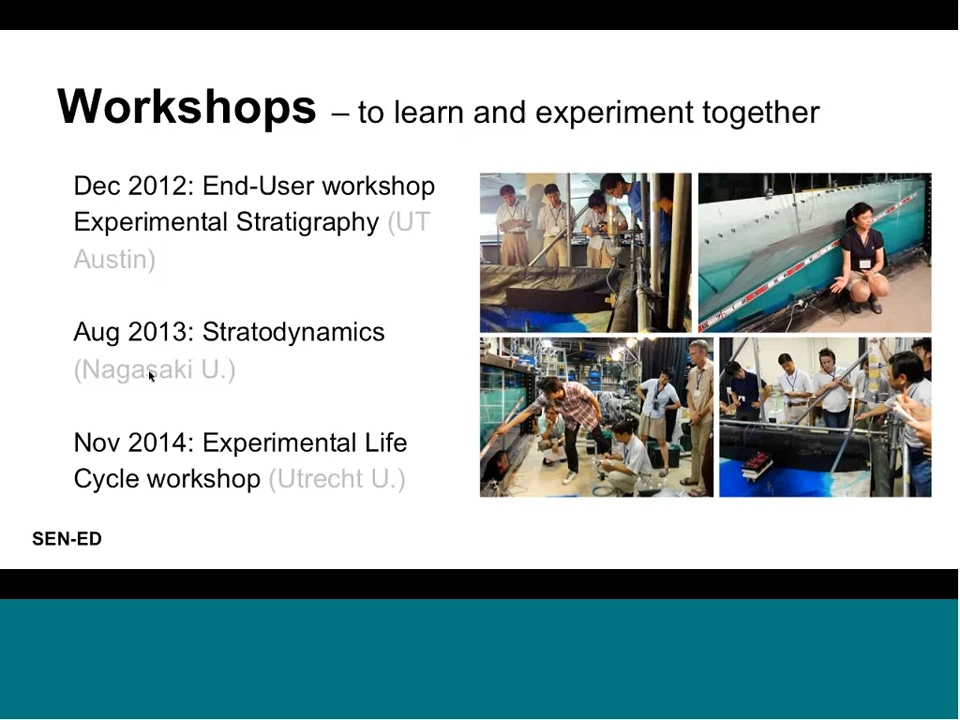 Workshops – to learn and experiment together
Dec 2012: End-User workshop
Experimental Stratigraphy (UT
Austin)
Aug 2013: Stratodynamics
(Nagasaki U.)
Nov 2014: Experimental Life
Cycle workshop (Utrecht U.)
SEN-ED